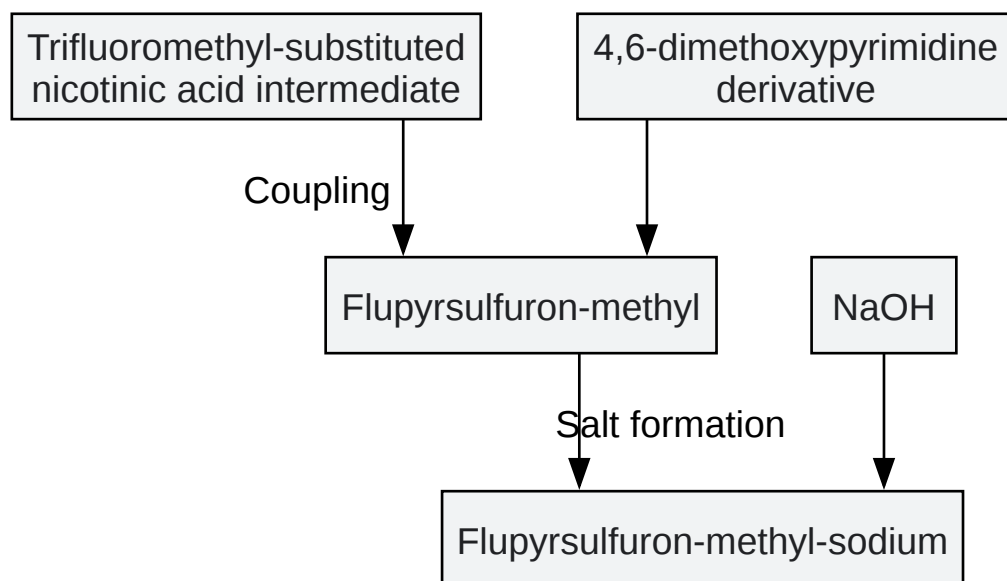 Trifluoromethyl-substituted
nicotinic acid intermediate
4,6-dimethoxypyrimidine
derivative
Coupling
Flupyrsulfuron-methyl
NaOH
Salt formation
Flupyrsulfuron-methyl-sodium